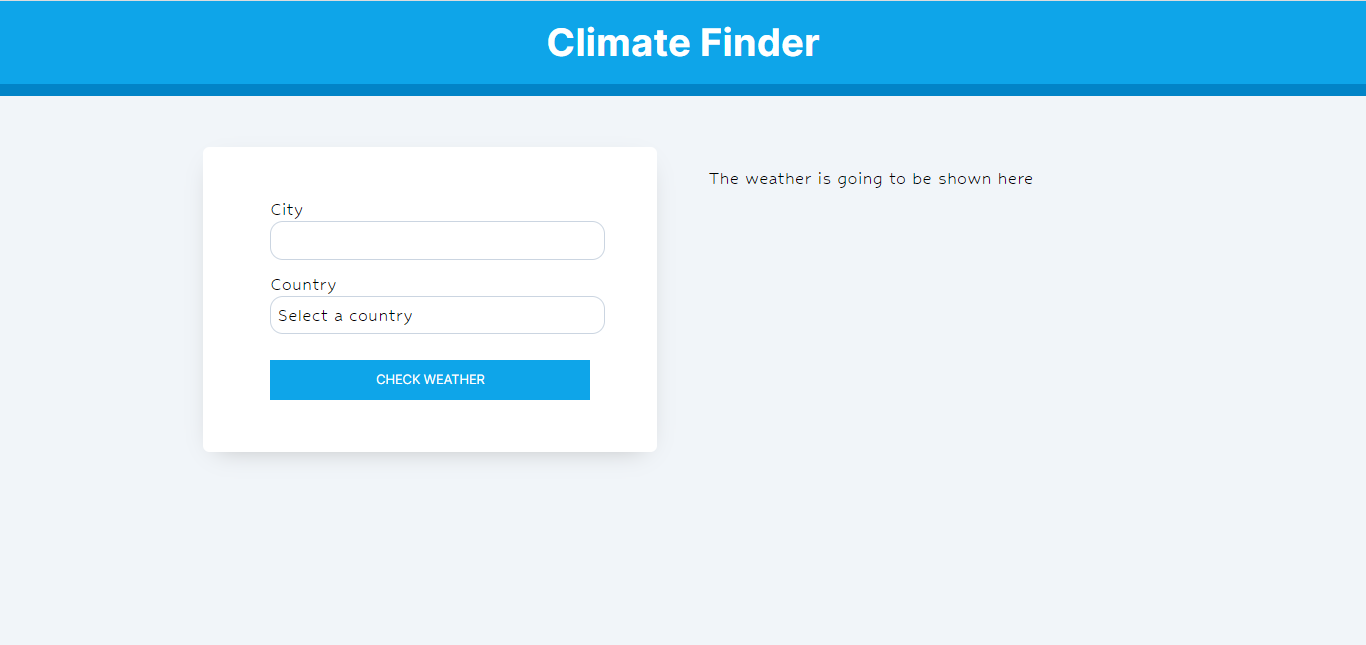 Climate Finder
City
Country
Select a country
CHECK WEATHER
The weather is going to be shown here